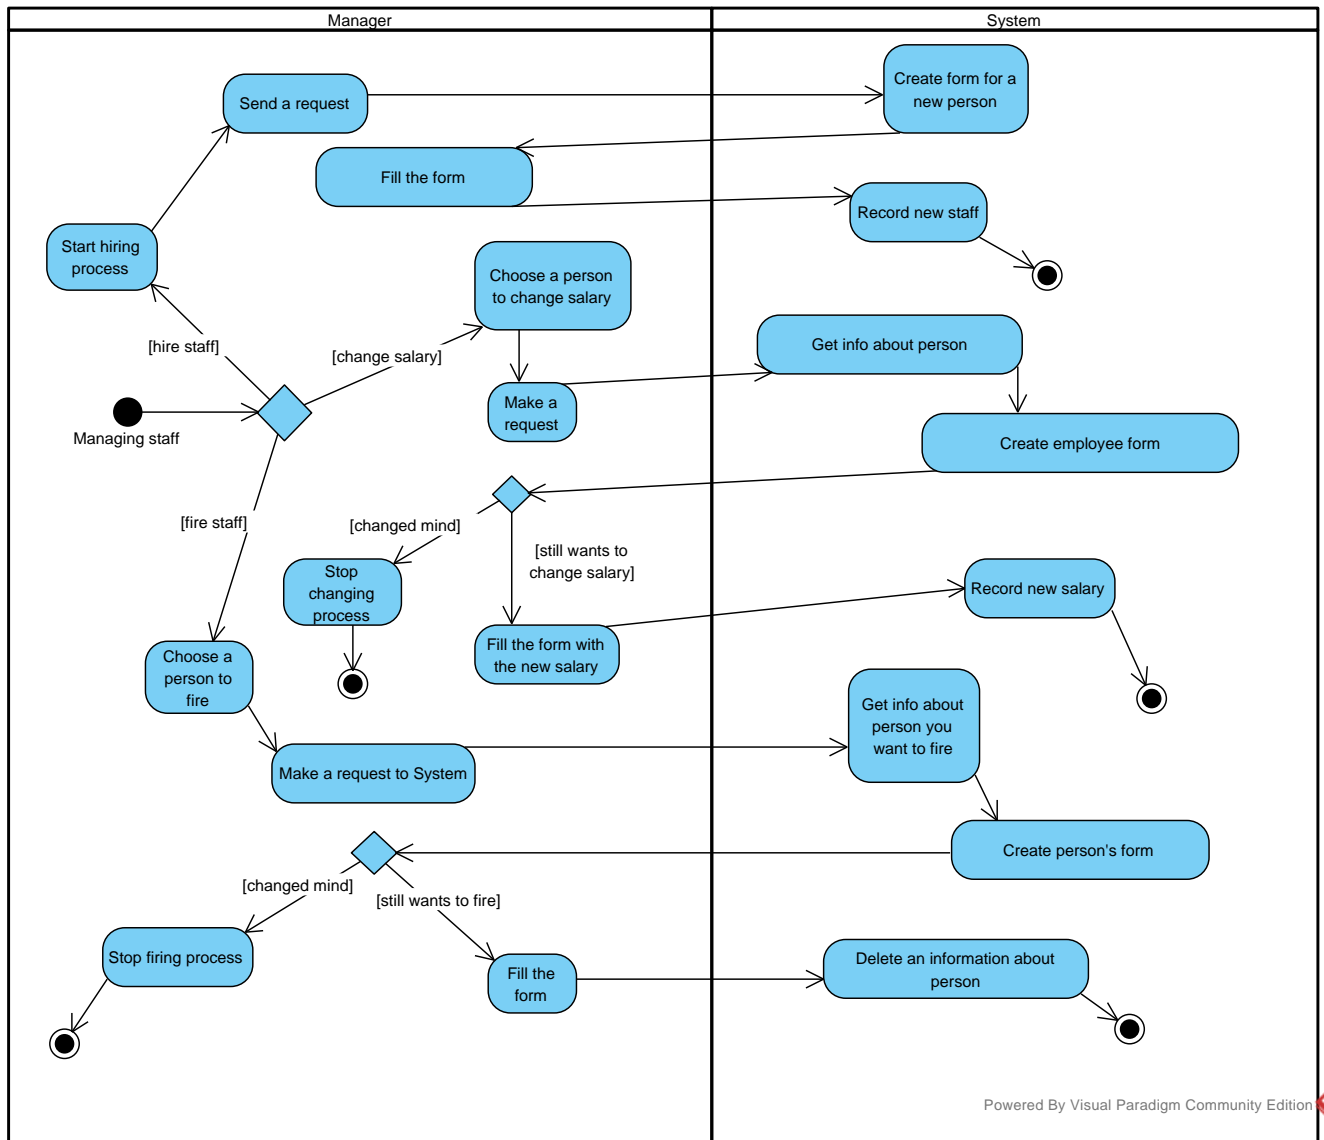 Manager
System
Send a request
Create form for a
new person
Fill the form
Record new staff
Start hiring
process
Choose a person
to change salary
[hire staff]
[change salary]
Get info about person
Make a
request
Managing staff
Create employee form
[fire staff]
[changed mind]
[still wants to
change salary]
Stop
changing
process
Record new salary
Fill the form with
the new salary
Choose a
person to
fire
Get info about
person you
want to fire
Make a request to System
Create person's form
[changed mind]
[still wants to fire]
Stop firing process
Fill the
form
Delete an information about
person
Powered By Visual Paradigm Community Edition